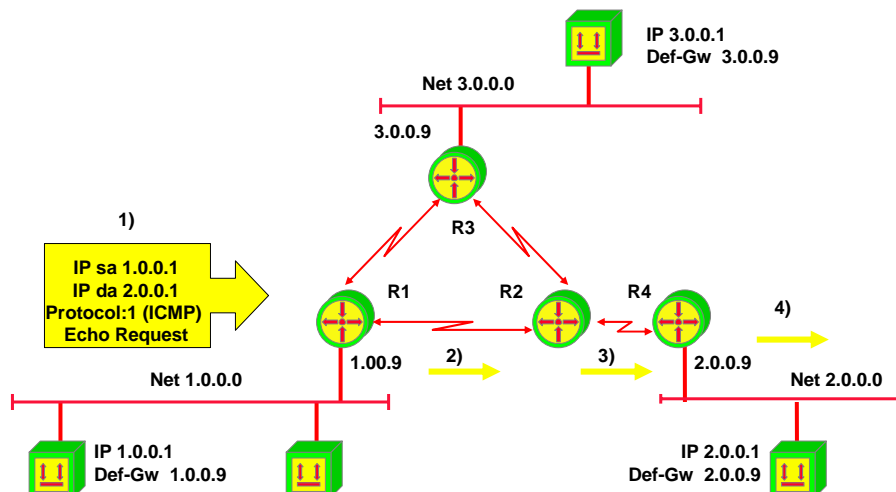 IP 3.0.0.1
Def-Gw 3.0.0.9
Net 3.0.0.0
3.0.0.9
R3
1)
IP sa 1.0.0.1
IP da 2.0.0.1
Protocol:1 (ICMP)
Echo Request
R1
R2
R4
4)
1.00.9
2)
3)
2.0.0.9
Net 1.0.0.0
Net 2.0.0.0
IP 1.0.0.1
Def-Gw 1.0.0.9
IP 2.0.0.1
Def-Gw 2.0.0.9